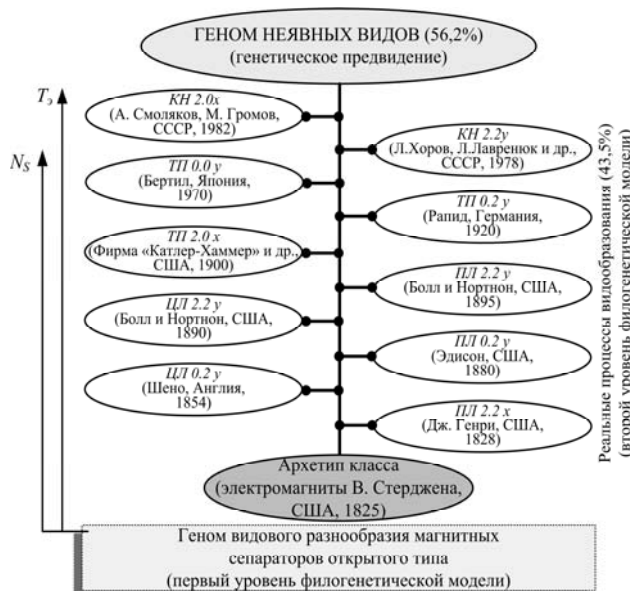 ГЕНОМ НЕЯВНЫХ ВИДОВ (56,2%)
(генетическое предвидение)
Tэ
NS
КН 2.0х
(А. Смоляков, М. Громов,
СССР, 1982)
КН 2.2у
(Л.Хоров, Л.Лавренюк и др.,
СССР, 1978)
ТП 0.0 у
(Бертил, Япония,
1970)
ТП 0.2 у
(Рапид, Германия,
1920)
ТП 2.0 х
(Фирма «Катлер-Хаммер» и др.,
США, 1900)
ПЛ 2.2 у
(Болл и Нортнон, США,
1895)
ЦЛ 2.2 у
(Болл и Нортнон, США,
1890)
ПЛ 0.2 у
(Эдисон, США,
1880)
ЦЛ 0.2 у
(Шено, Англия,
1854)
ПЛ 2.2 х
(Дж. Генри, США,
1828)
Архетип класса
(электромагниты В. Стерджена,
США, 1825)
Геном видового разнообразия магнитных
сепараторов открытого типа
(первый уровень филогенетической модели)
Реальные процессы видообразования (43,5%)
(второй уровень филогенетической модели)